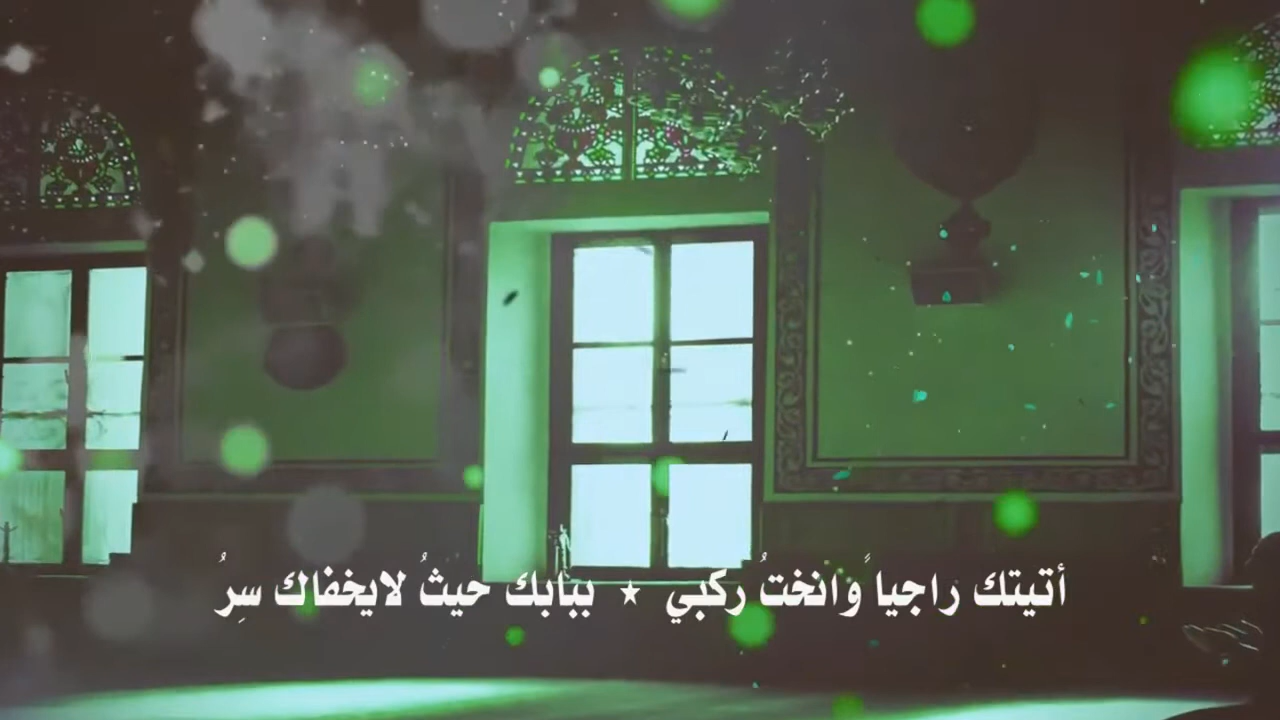 أتيتك راجياً وانختُ ركبي ★ ببابك حيثُ لايخفاك سِرُ